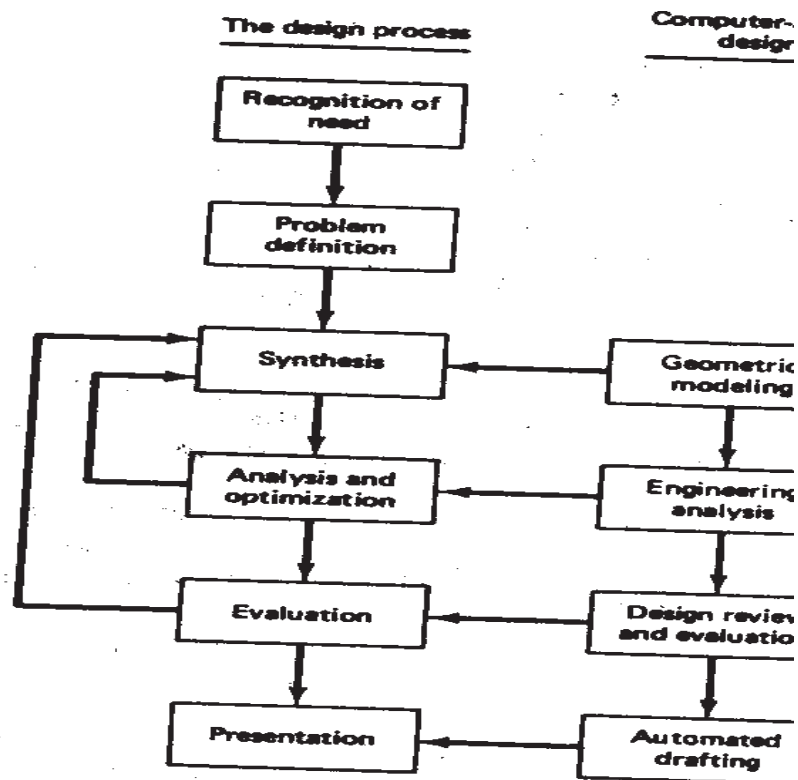 The design process
Computer-
design
Recognition of
need
Problem
definition
Synthesis
Geometric
modeling
Analysis and
optimization
Engineering
analysis
Evaluation
Design review
and evaluation
Presentation
Automated
drafting